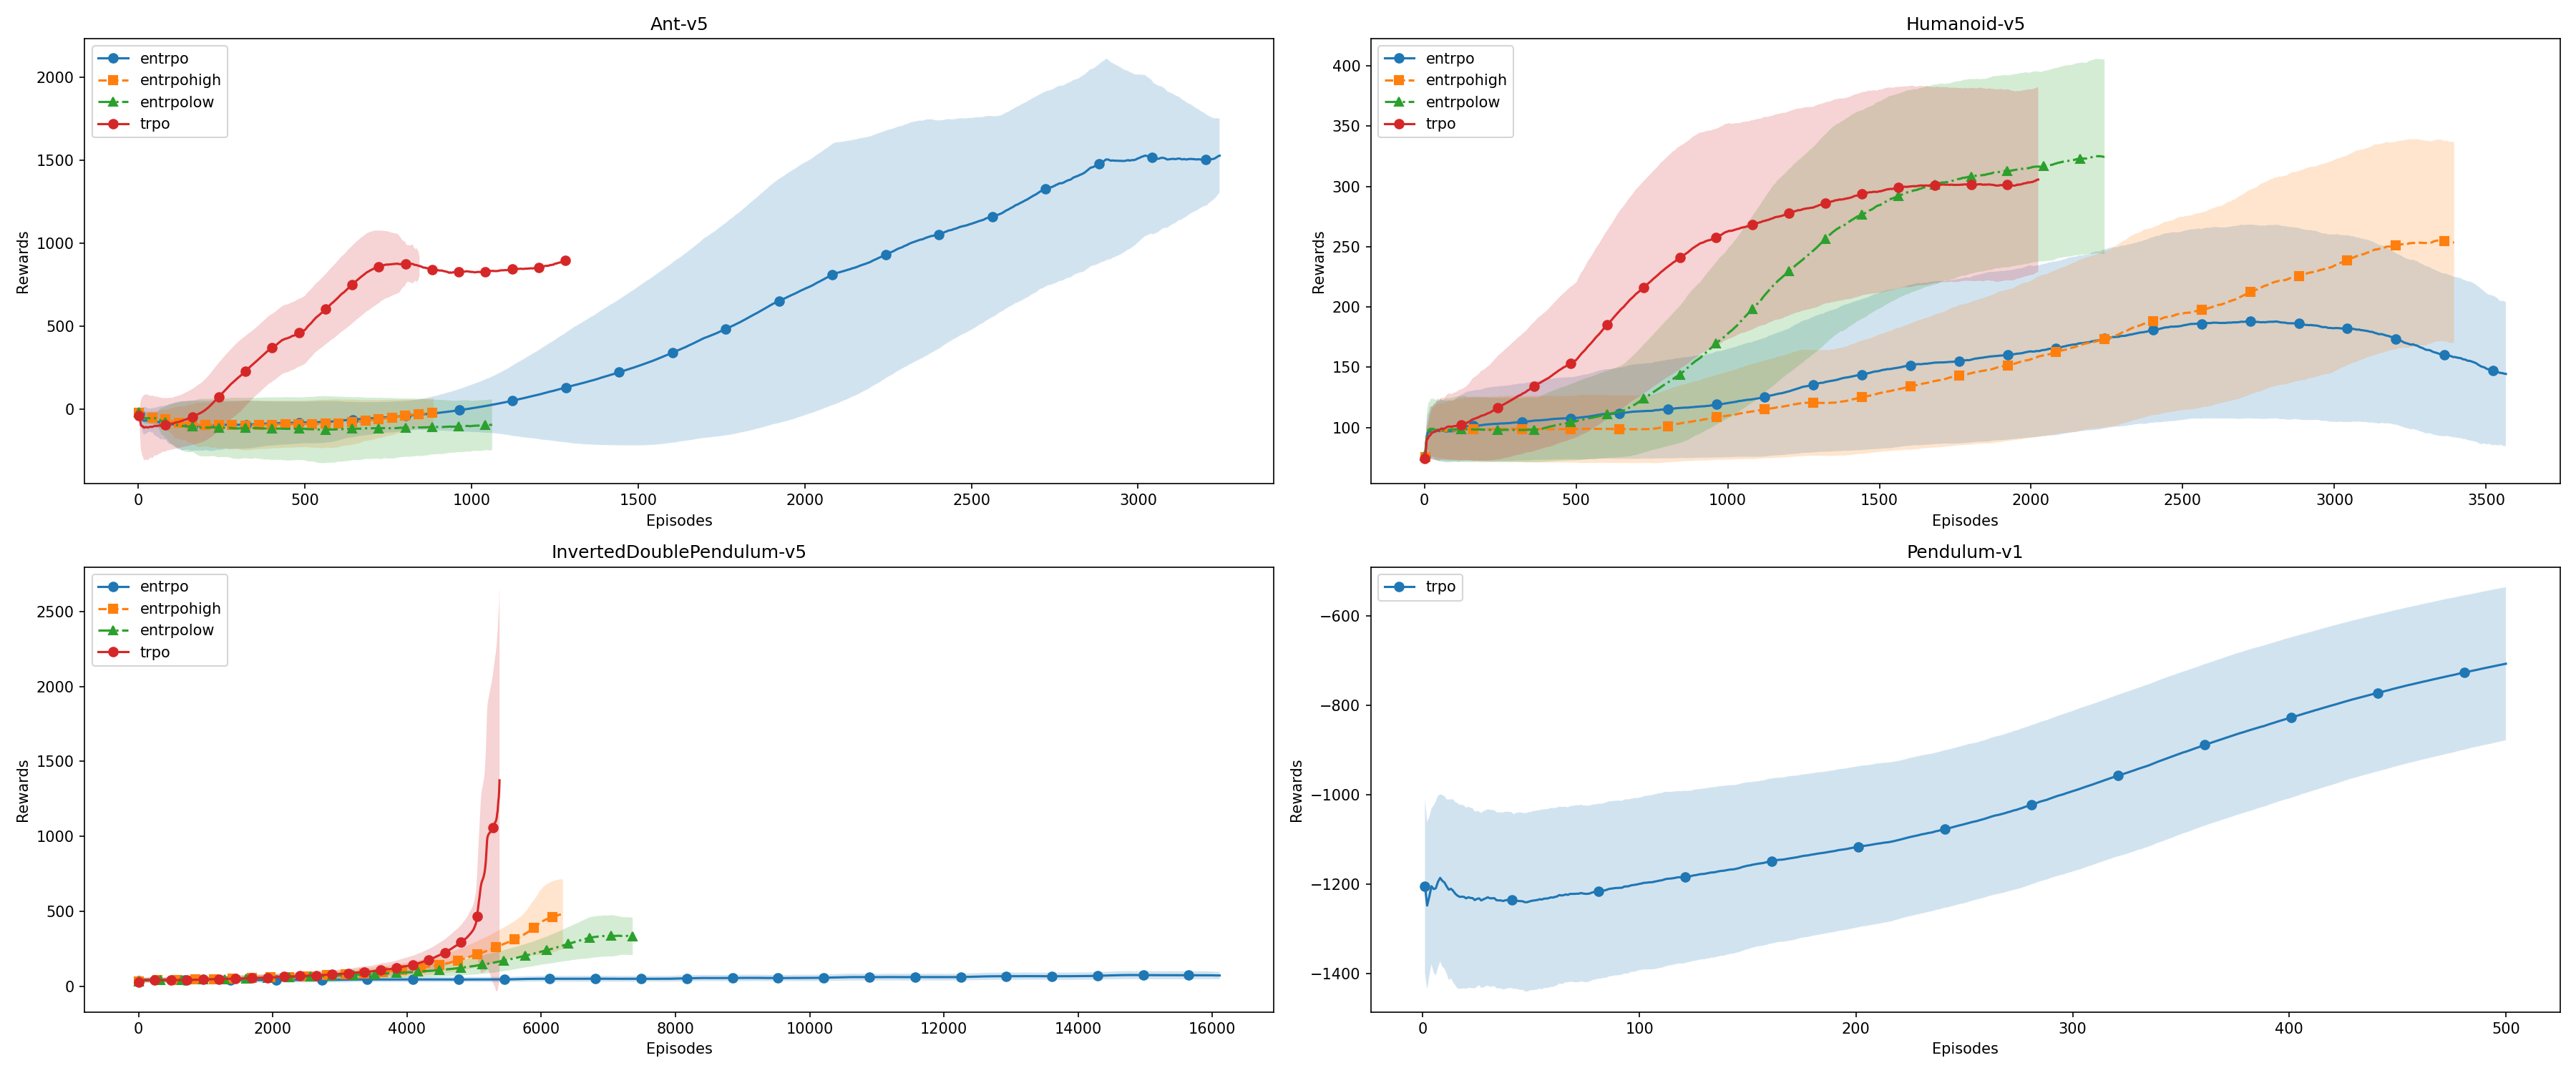 Ant-v5
entrpo
entrpohigh
entrpolow
trpo
Rewards
2000
1500
1000
500
0
0 500 1000 1500 2000 2500 3000
Episodes
Humanoid-v5
entrpo
entrpohigh
entrpolow
trpo
Rewards
400
350
300
250
200
150
100
0 500 1000 1500 2000 2500 3000 3500
Episodes
InvertedDoublePendulum-v5
entrpo
entrpohigh
entrpolow
trpo
Rewards
2500
2000
1500
1000
500
0
0 2000 4000 6000 8000 10000 12000 14000 16000
Episodes
Pendulum-v1
trpo
Rewards
−600
−800
−1000
−1200
−1400
0 100 200 300 400 500
Episodes